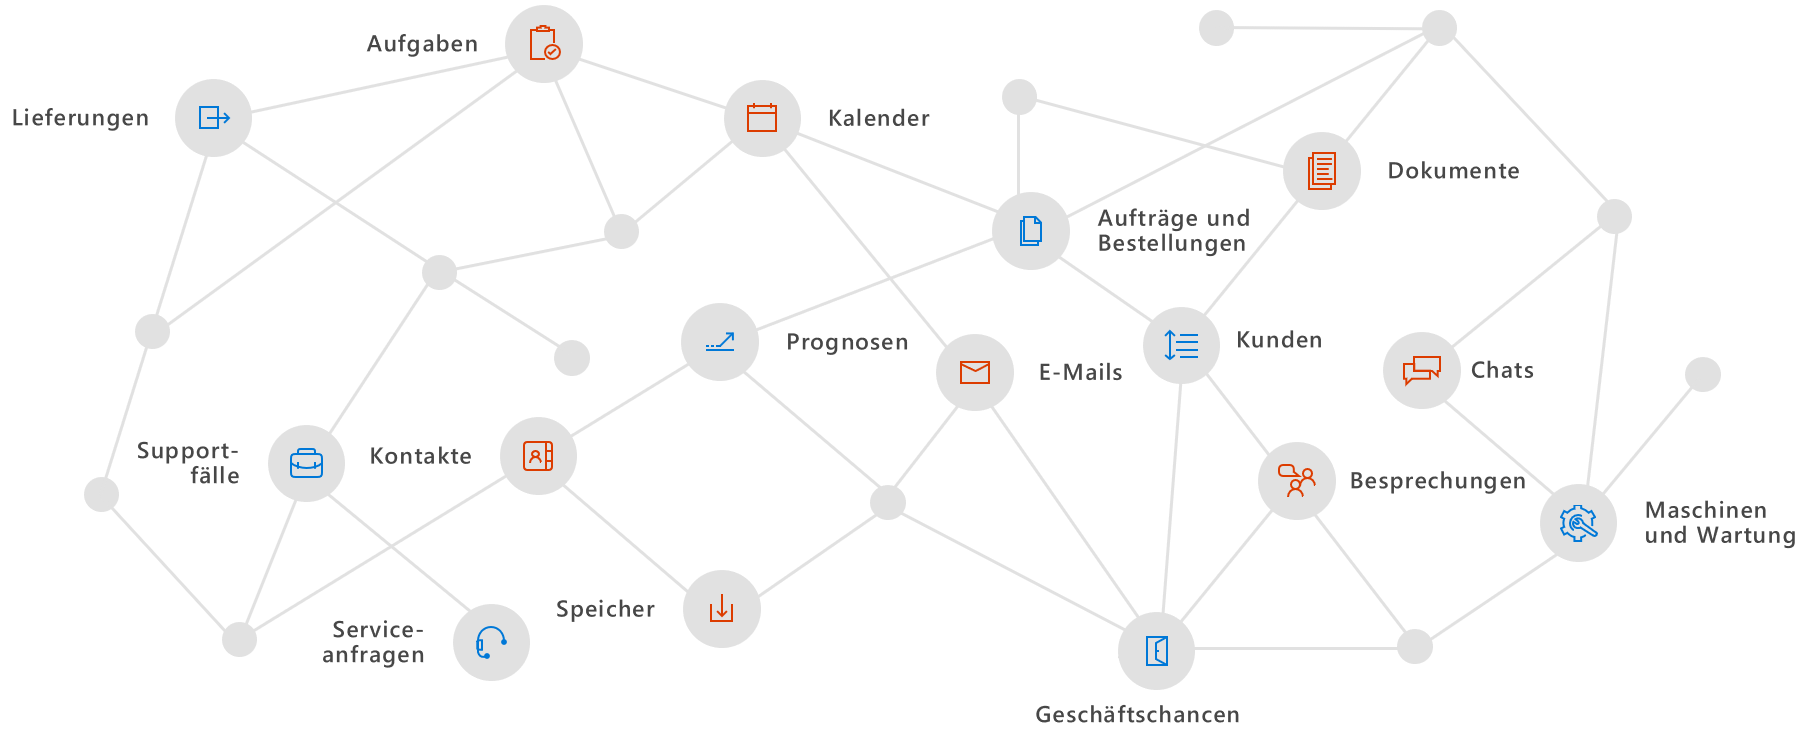 Aufgaben
Lieferungen
Kalender
Dokumente
Aufträge und
Bestellungen
Prognosen
E-Mails
Kunden
Chats
Support-
fälle
Kontakte
Besprechungen
Maschinen
und Wartung
Speicher
Service-
anfragen
Geschäftschancen